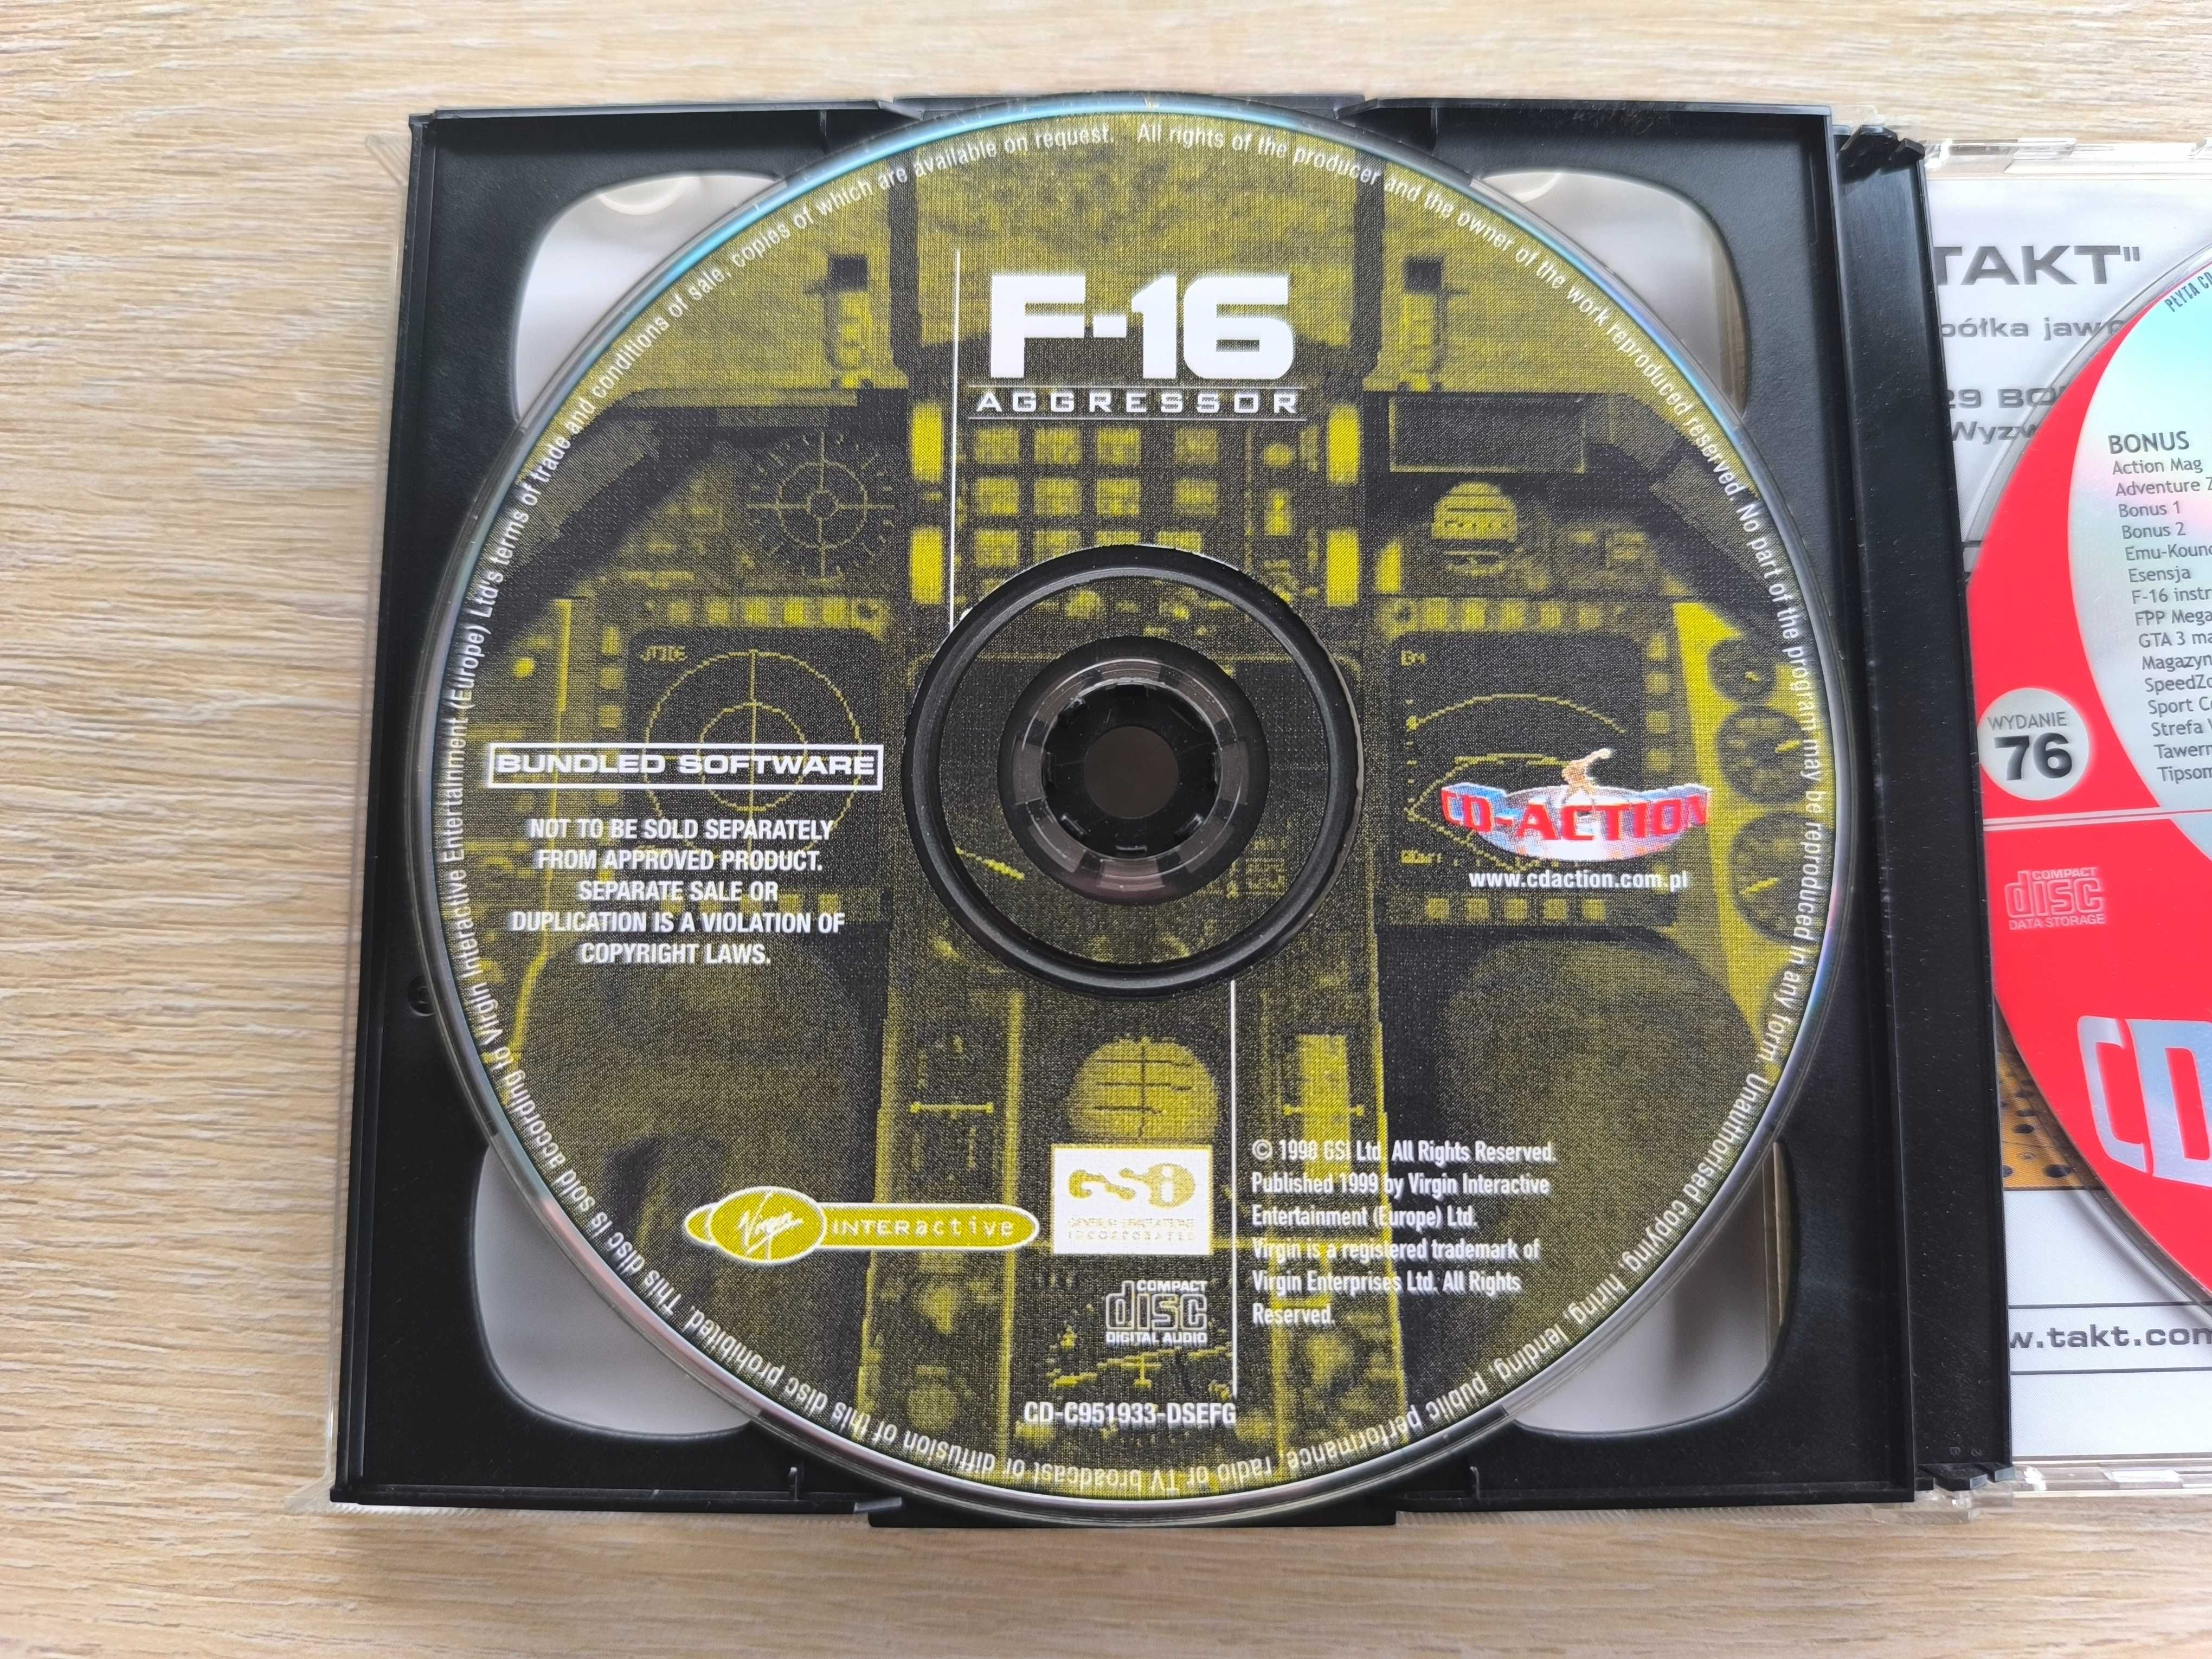 F-16
AGGRESSOR
BUNDLED SOFTWARE
NOT TO BE SOLD SEPARATELY
FROM APPROVED PRODUCT.
SEPARATE SALE OR
DUPLICATION IS A VIOLATION OF
COPYRIGHT LAWS.
CD-ACTION
www.cdaction.com.pl
Virgin INTERactive
gsi
INCORPORATED
© 1998 GSI Ltd. All Rights Reserved.
Published 1999 by Virgin Interactive
Entertainment (Europe) Ltd.
Virgin is a registered trademark of
Virgin Enterprises Ltd. All Rights
Reserved.
COMPACT
disc
DIGITAL AUDIO
CD-C951933-DSEFG
All rights of the producer and the owner of the work reproduced reserved. No part of the program may be reproduced in any form. Unauthorised copying, hiring, lending, public performance, radio or TV broadcast or diffusion of this disc prohibited. This disc is sold according to Virgin Interactive Entertainment (Europe) Ltd's terms of trade and conditions of sale, copies of which are available on request.
TAKT"
29
PŁYTA
BONUS
Action Mag
Adventure
Bonus 1
Bonus 2
Esensja
F-16
FPP
GTA 3
WYDANIE
76
COMPACT
disc
DATA STORAGE
CD